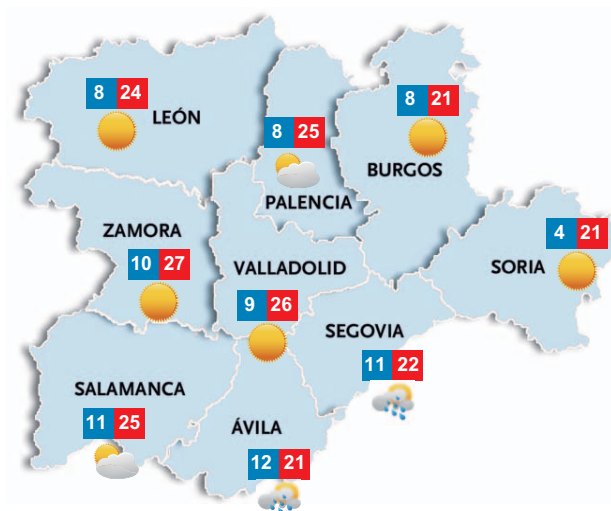 8 24
LEÓN
8 25
PALENCIA
8 21
BURGOS
ZAMORA
10 27
VALLADOLID
9 26
4 21
SORIA
SEGOVIA
11 22
SALAMANCA
11 25
ÁVILA
12 21